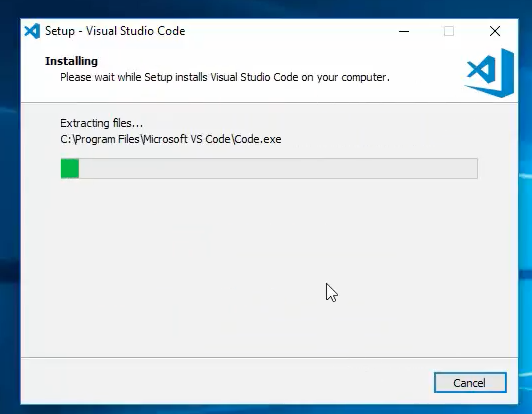 Setup - Visual Studio Code
Installing
Please wait while Setup installs Visual Studio Code on your computer.
Extracting files...
C:\Program Files\Microsoft VS Code\Code.exe
Cancel